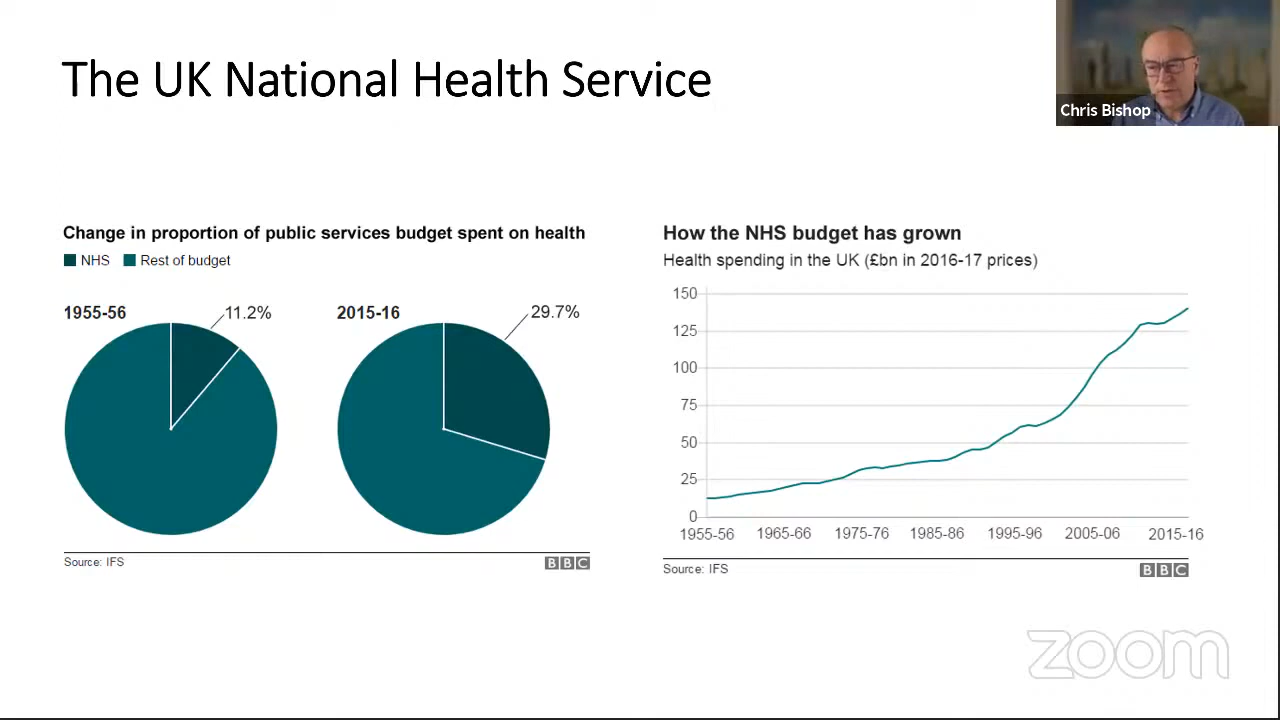 The UK National Health Service
Chris Bishop
Change in proportion of public services budget spent on health
NHS Rest of budget
1955-56
11.2%
2015-16
29.7%
Source: IFS
BBC
How the NHS budget has grown
Health spending in the UK (£bn in 2016-17 prices)
150
125
100
75
50
25
0
1955-56 1965-66 1975-76 1985-86 1995-96 2005-06 2015-16
Source: IFS
BBC
zoom